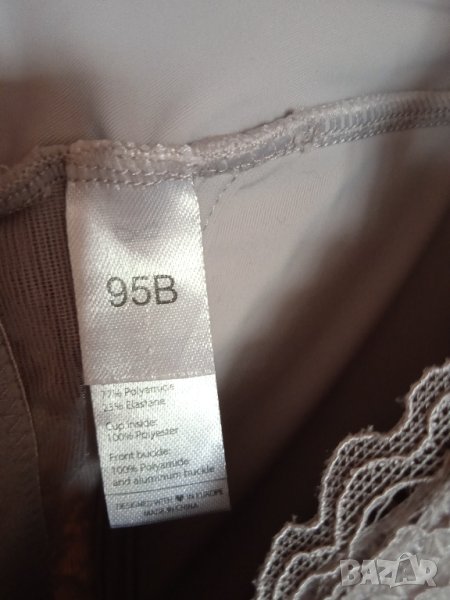 95B
77% Polyamide
23% Elastane
Cup inside:
100% Polyester
Front buckle:
100% Polyamide
and aluminum buckle
DESIGNED WITH ♥ IN EUROPE
MADE IN CHINA
BAZAR